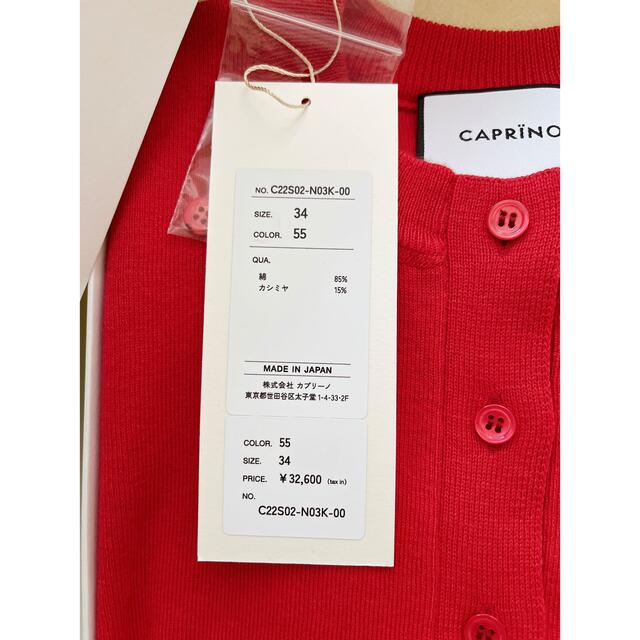 CAPRÏNO
NO. C22S02-N03K-00
SIZE. 34
COLOR. 55
QUA.
綿 85%
カシミヤ 15%
MADE IN JAPAN
株式会社 カプリーノ
東京都世田谷区太子堂1-4-33-2F
COLOR. 55
SIZE. 34
PRICE. ¥32,600 (tax in)
NO.
C22S02-N03K-00